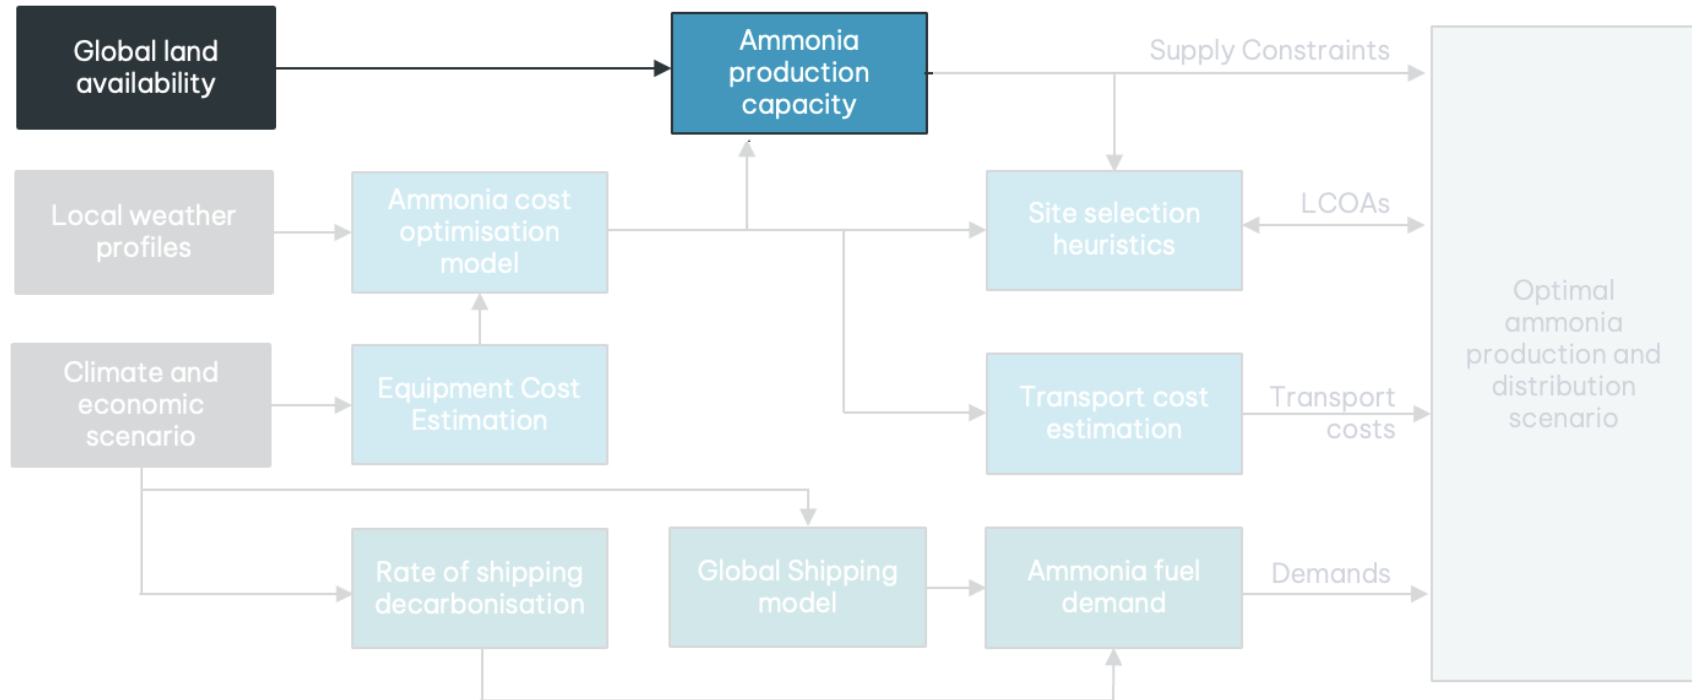 Global land
availability
Ammonia
production
capacity
Supply Constraints
Local weather
profiles
Ammonia cost
optimisation
model
Site selection
heuristics
LCOAs
Climate and
economic
scenario
Equipment Cost
Estimation
Transport cost
estimation
Transport
costs
Optimal
ammonia
production and
distribution
scenario
Rate of shipping
decarbonisation
Global Shipping
model
Ammonia fuel
demand
Demands